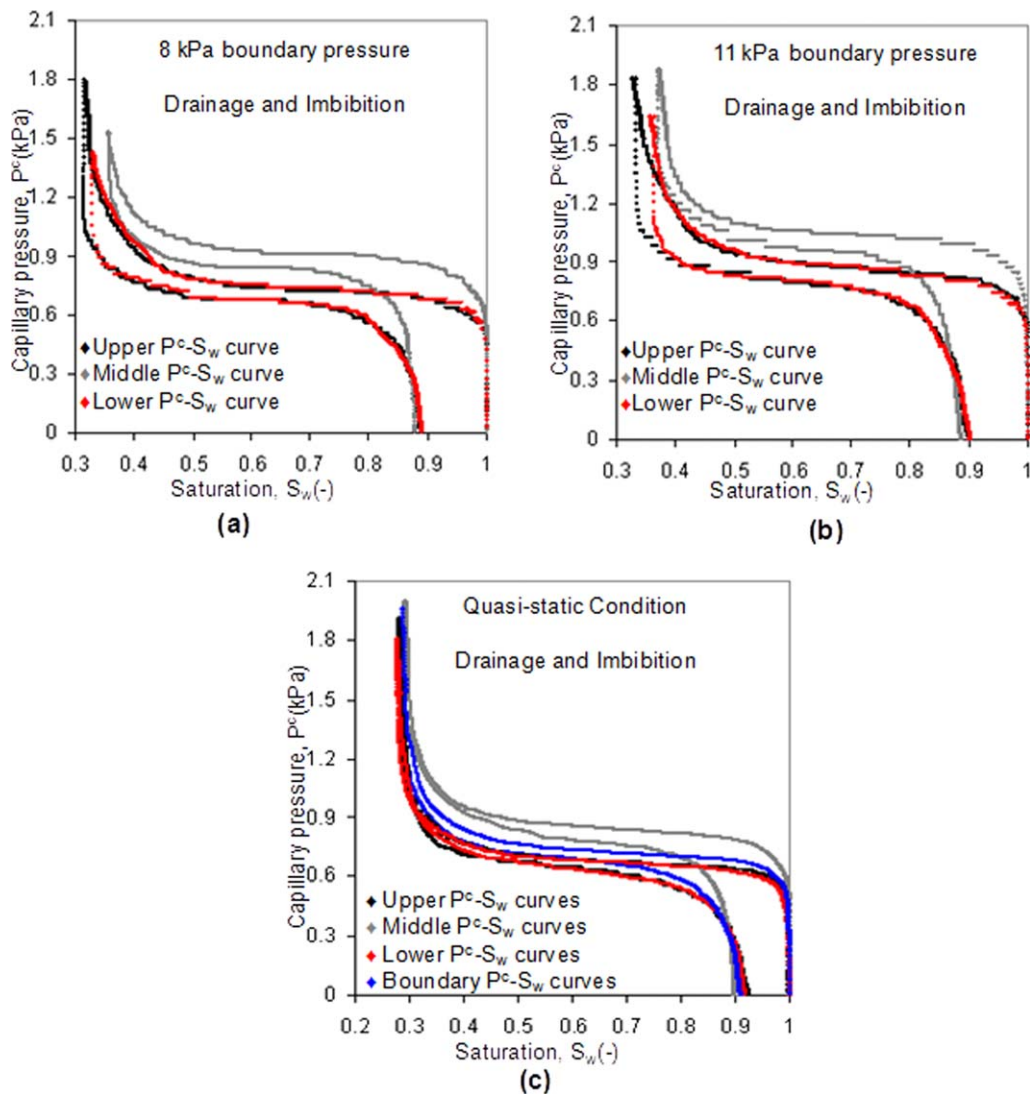 2.1
1.8
1.5
1.2
0.9
0.6
0.3
0
Capillary pressure, Pᶜ(kPa)
8 kPa boundary pressure
Drainage and Imbibition
Upper Pᶜ-Sw curve
Middle Pᶜ-Sw curve
Lower Pᶜ-Sw curve
0.3 0.4 0.5 0.6 0.7 0.8 0.9 1
Saturation, Sw(-)
(a)
2.1
1.8
1.5
1.2
0.9
0.6
0.3
0
Capillary pressure, Pᶜ(kPa)
11 kPa boundary pressure
Drainage and Imbibition
Upper Pᶜ-Sw curve
Middle Pᶜ-Sw curve
Lower Pᶜ-Sw curve
0.3 0.4 0.5 0.6 0.7 0.8 0.9 1
Saturation, Sw(-)
(b)
2.1
1.8
1.5
1.2
0.9
0.6
0.3
0
Capillary pressure, Pᶜ(kPa)
Quasi-static Condition
Drainage and Imbibition
Upper Pᶜ-Sw curves
Middle Pᶜ-Sw curves
Lower Pᶜ-Sw curves
Boundary Pᶜ-Sw curves
0.2 0.3 0.4 0.5 0.6 0.7 0.8 0.9 1
Saturation, Sw(-)
(c)